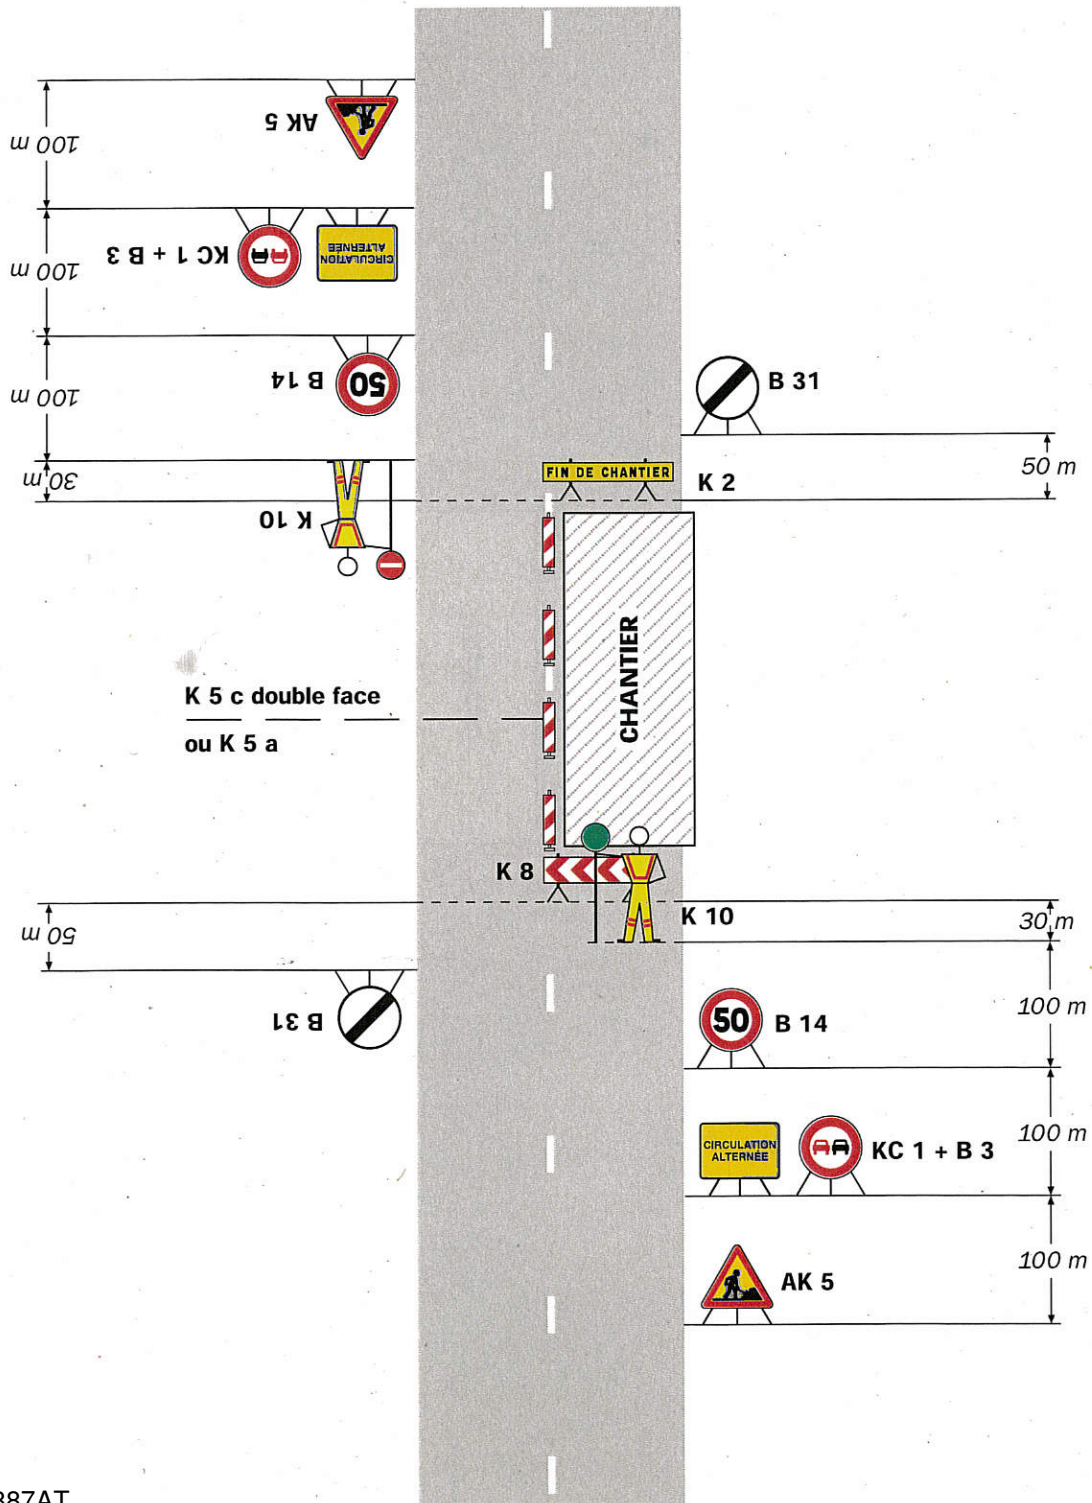 AK 5
100 m
CIRCULATION
ALTERNÉE
KC 1 + B 3
100 m
50
B 14
100 m
B 31
50 m
30 m
K 10
FIN DE CHANTIER
K 2
CHANTIER
K 5 c double face
ou K 5 a
K 8
K 10
30 m
50 m
B 31
100 m
50
B 14
CIRCULATION
ALTERNÉE
KC 1 + B 3
100 m
AK 5
100 m